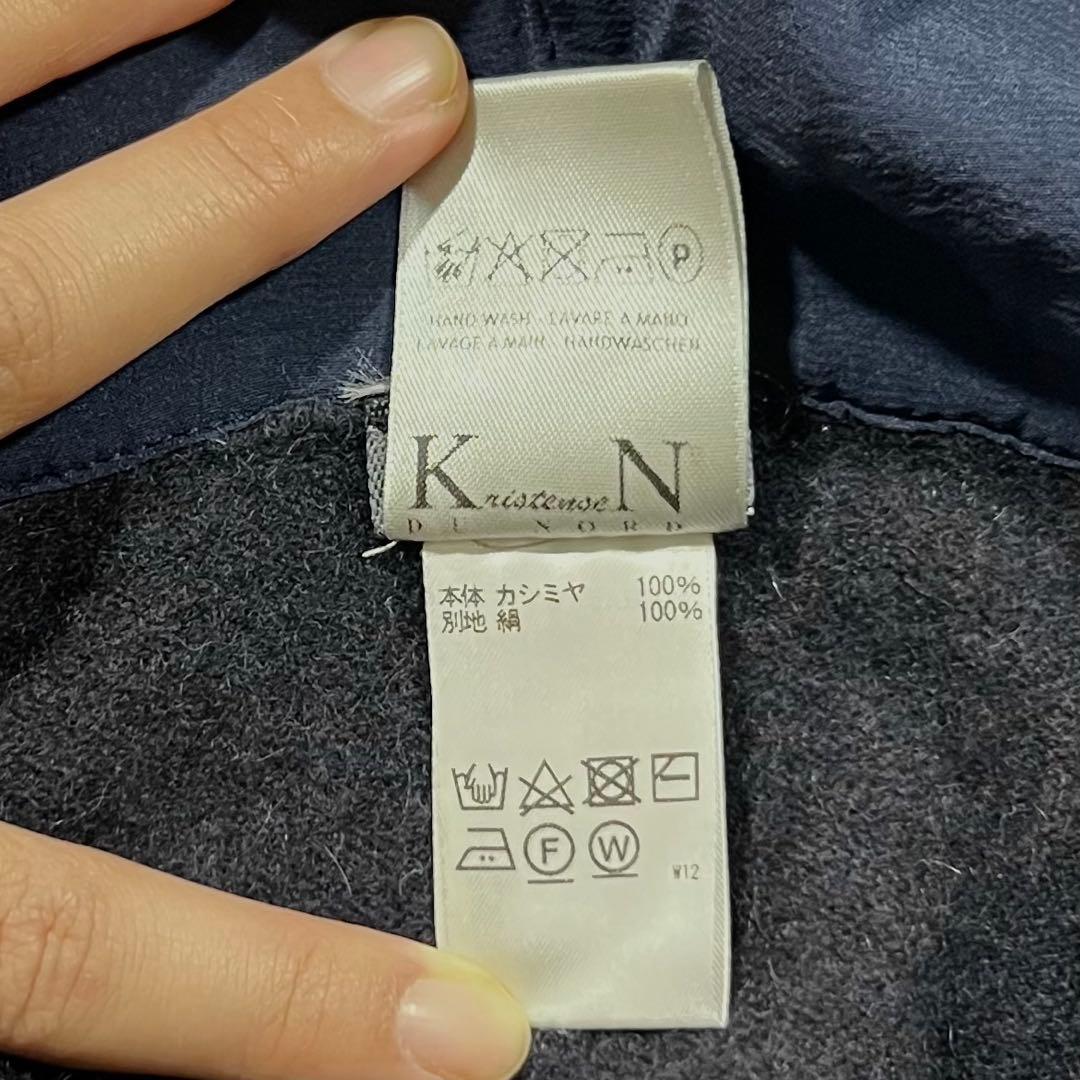 P
HAND WASH - LAVARE A MANO
LAVAGE A MAIN - HANDWASCHEN
KristenseN
DU NORD
本体 カシミヤ 100%
別地 絹 100%
F W
W12